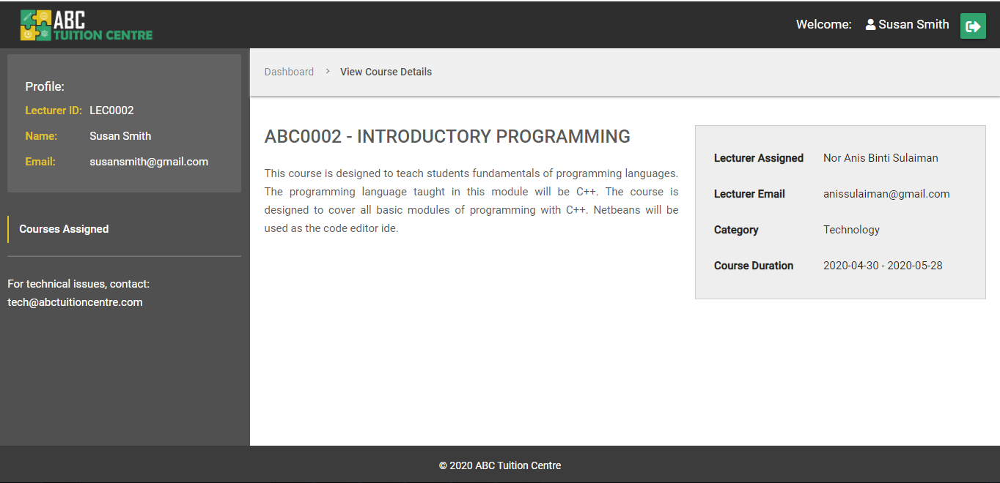 ABC
TUITION CENTRE
Welcome: Susan Smith
Profile:
Lecturer ID: LEC0002
Name: Susan Smith
Email: susansmith@gmail.com
Courses Assigned
For technical issues, contact:
tech@abctuitioncentre.com
Dashboard > View Course Details
ABC0002 - INTRODUCTORY PROGRAMMING
This course is designed to teach students fundamentals of programming languages.
The programming language taught in this module will be C++. The course is
designed to cover all basic modules of programming with C++. Netbeans will be
used as the code editor ide.
Lecturer Assigned Nor Anis Binti Sulaiman
Lecturer Email anissulaiman@gmail.com
Category Technology
Course Duration 2020-04-30 - 2020-05-28
© 2020 ABC Tuition Centre